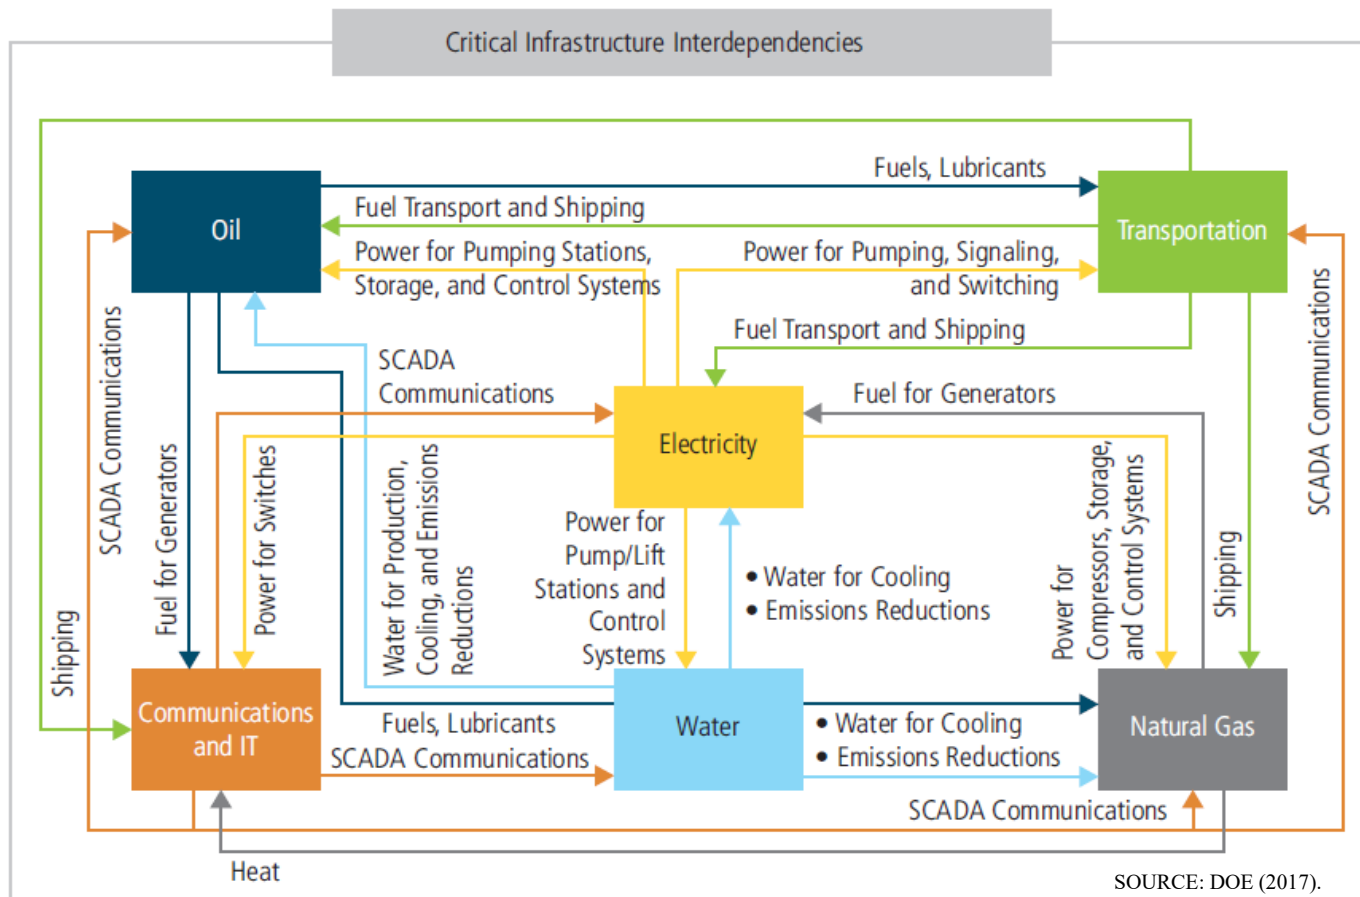 Critical Infrastructure Interdependencies
Fuels, Lubricants
Oil
Fuel Transport and Shipping
Transportation
Power for Pumping Stations,
Storage, and Control Systems
Power for Pumping, Signaling,
and Switching
Fuel Transport and Shipping
SCADA
Communications
Fuel for Generators
Electricity
SCADA Communications
Fuel for Generators
Power for Switches
Water for Production,
Cooling, and Emissions
Reductions
Power for
Pump/Lift
Stations and
Control
Systems
• Water for Cooling
• Emissions Reductions
Power for
Compressors, Storage,
and Control Systems
Shipping
SCADA Communications
Shipping
Communications
and IT
Fuels, Lubricants
SCADA Communications
Water
• Water for Cooling
• Emissions Reductions
Natural Gas
SCADA Communications
Heat
SOURCE: DOE (2017).